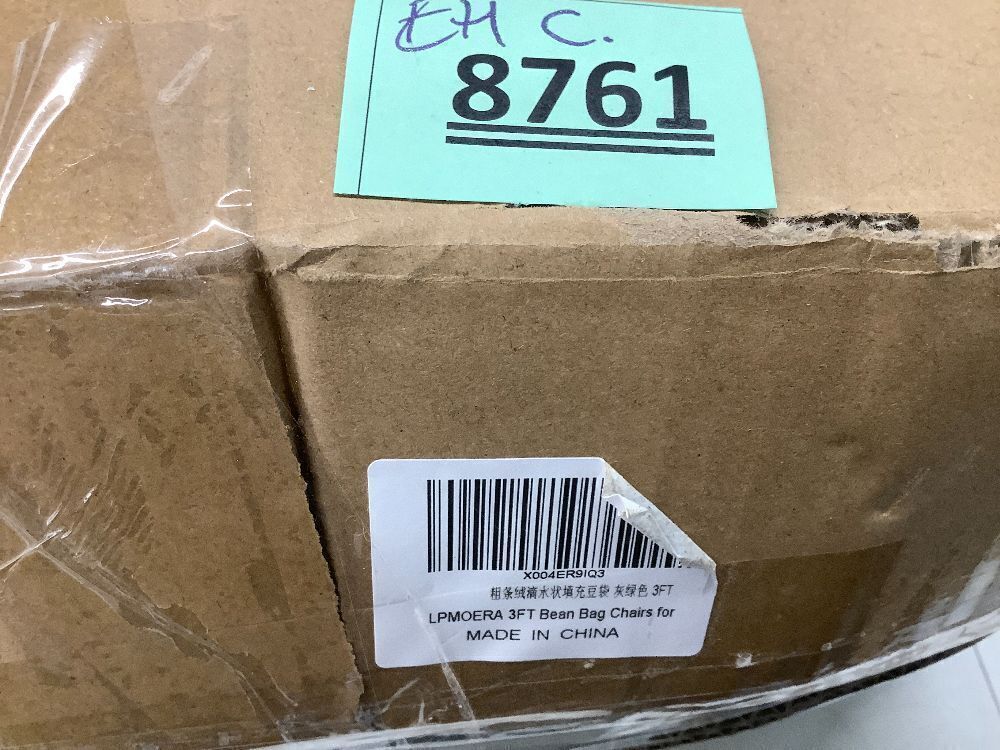 EH C.
8761
X004ER9IQ3
粗条绒滴水状填充豆袋 灰绿色 3FT
LPMOERA 3FT Bean Bag Chairs for
MADE IN CHINA